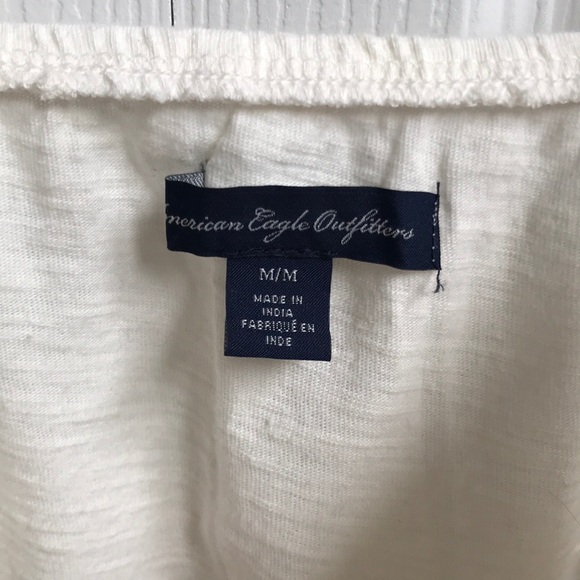 American Eagle Outfitters
M/M
MADE IN
INDIA
FABRIQUÉ EN
INDE